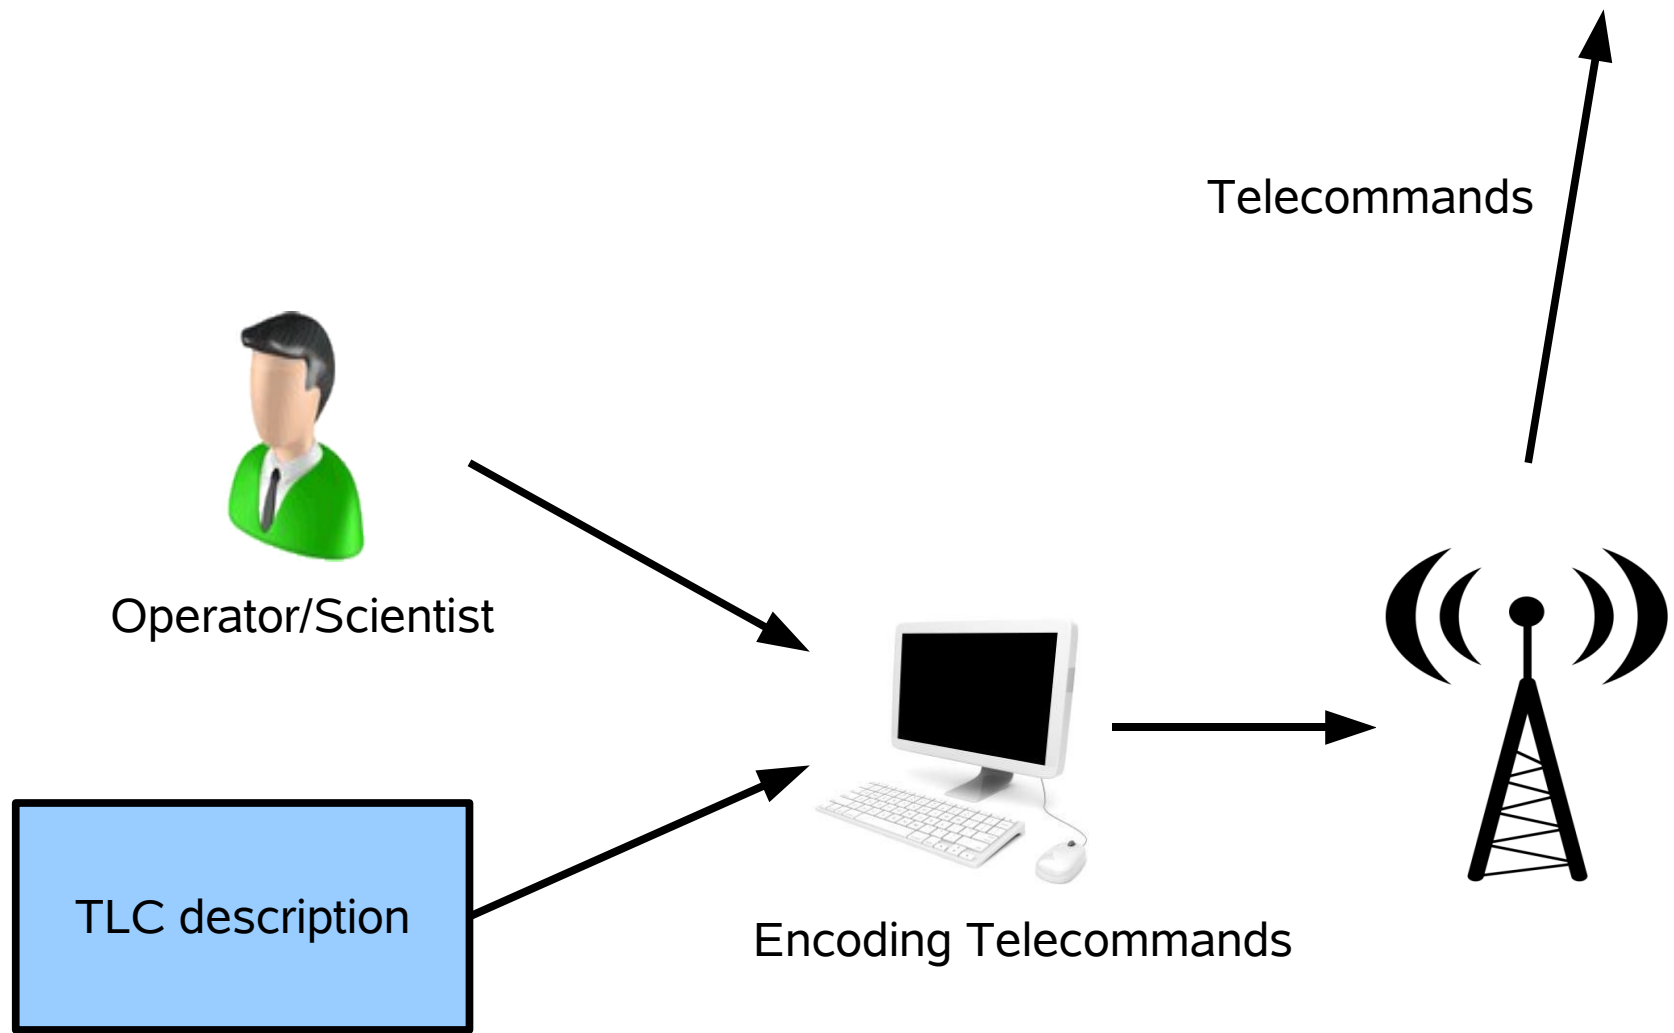 Telecommands
Operator/Scientist
TLC description
Encoding Telecommands